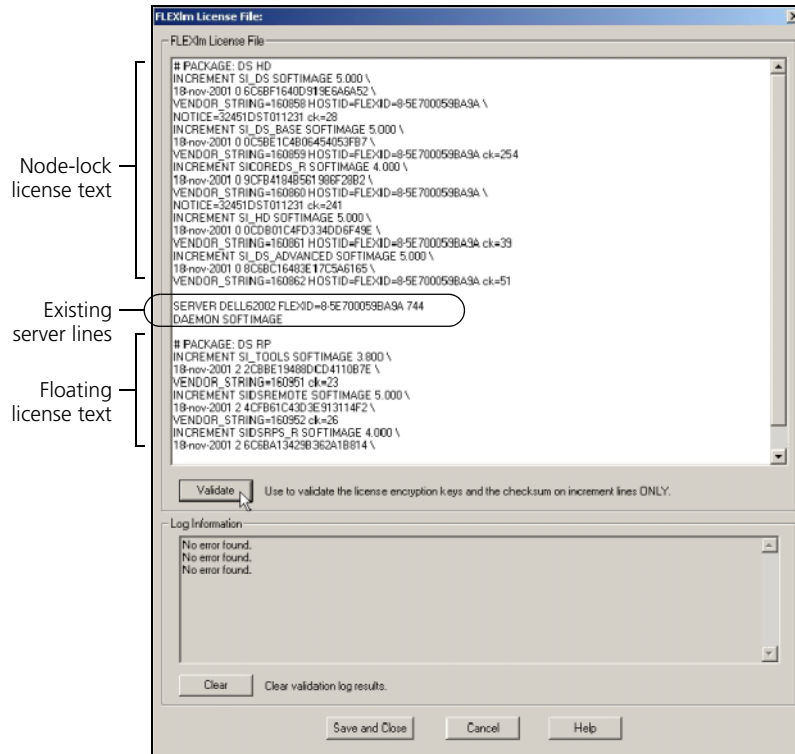 FLEXlm License File:
FLEXlm License File
# PACKAGE: DS HD
INCREMENT SI_DS SOFTIMAGE 5.000 \
18-nov-2001 0 6C6BF1640D919E6A6A52 \
VENDOR_STRING=160858 HOSTID=FLEXID=8-5E700059BA9A \
NOTICE=32451DST011231 ck=28
INCREMENT SI_DS_BASE SOFTIMAGE 5.000 \
18-nov-2001 0 0C5BE1C4B06454053FB7 \
VENDOR_STRING=160859 HOSTID=FLEXID=8-5E700059BA9A ck=254
INCREMENT SICOREDS_R SOFTIMAGE 4.000 \
18-nov-2001 0 9CFB4184B561986F28B2 \
VENDOR_STRING=160860 HOSTID=FLEXID=8-5E700059BA9A \
NOTICE=32451DST011231 ck=241
INCREMENT SI_HD SOFTIMAGE 5.000 \
18-nov-2001 0 0CDB01C4FD334DD6F49E \
VENDOR_STRING=160861 HOSTID=FLEXID=8-5E700059BA9A ck=39
INCREMENT SI_DS_ADVANCED SOFTIMAGE 5.000 \
18-nov-2001 0 8C6BC16483E17C5A6165 \
VENDOR_STRING=160862 HOSTID=FLEXID=8-5E700059BA9A ck=51
Node-lock
license text
SERVER DELL62002 FLEXID=8-5E700059BA9A 744
DAEMON SOFTIMAGE
Existing
server lines
# PACKAGE: DS RP
INCREMENT SI_TOOLS SOFTIMAGE 3.800 \
18-nov-2001 2 2CBBE19488DCD4110B7E \
VENDOR_STRING=160951 ck=23
INCREMENT SIDSREMOTE SOFTIMAGE 5.000 \
18-nov-2001 2 4CFB61C43D3E913114F2 \
VENDOR_STRING=160952 ck=26
INCREMENT SIDSRPS_R SOFTIMAGE 4.000 \
18-nov-2001 2 6C6BA13429B362A1B814 \
Floating
license text
Validate
Use to validate the license encryption keys and the checksum on increment lines ONLY.
Log Information
No error found.
No error found.
No error found.
Clear
Clear validation log results.
Save and Close
Cancel
Help